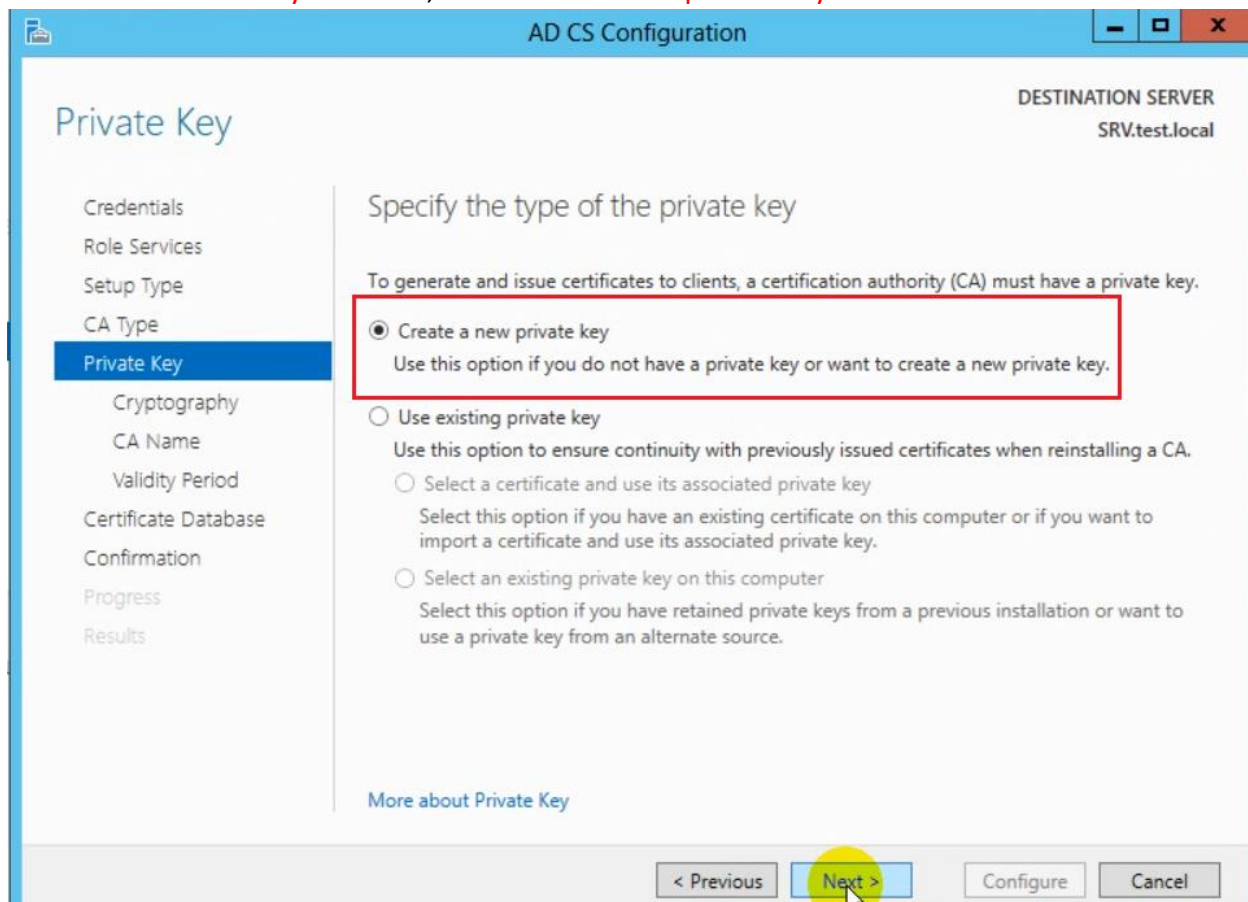 AD CS Configuration
Private Key
DESTINATION SERVER
SRV.test.local
Credentials
Role Services
Setup Type
CA Type
Private Key
Cryptography
CA Name
Validity Period
Certificate Database
Confirmation
Progress
Results
Specify the type of the private key
To generate and issue certificates to clients, a certification authority (CA) must have a private key.
Create a new private key
Use this option if you do not have a private key or want to create a new private key.
Use existing private key
Use this option to ensure continuity with previously issued certificates when reinstalling a CA.
Select a certificate and use its associated private key
Select this option if you have an existing certificate on this computer or if you want to
import a certificate and use its associated private key.
Select an existing private key on this computer
Select this option if you have retained private keys from a previous installation or want to
use a private key from an alternate source.
More about Private Key
< Previous
Next >
Configure
Cancel